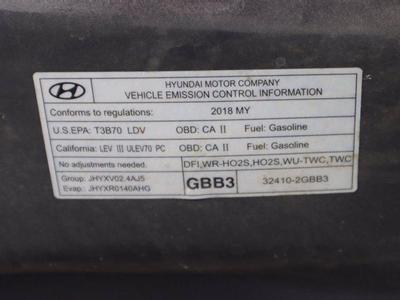 HYUNDAI MOTOR COMPANY
VEHICLE EMISSION CONTROL INFORMATION
Conforms to regulations: 2018 MY
U.S.EPA: T3B70 LDV OBD: CA II Fuel: Gasoline
California: LEV III ULEV70 PC OBD: CA II Fuel: Gasoline
No adjustments needed. DFI,WR-HO2S,HO2S,WU-TWC,TWC
Group: JHYXV02.4AJ5
Evap.: JHYXR0140AHG
GBB3
32410-2GBB3